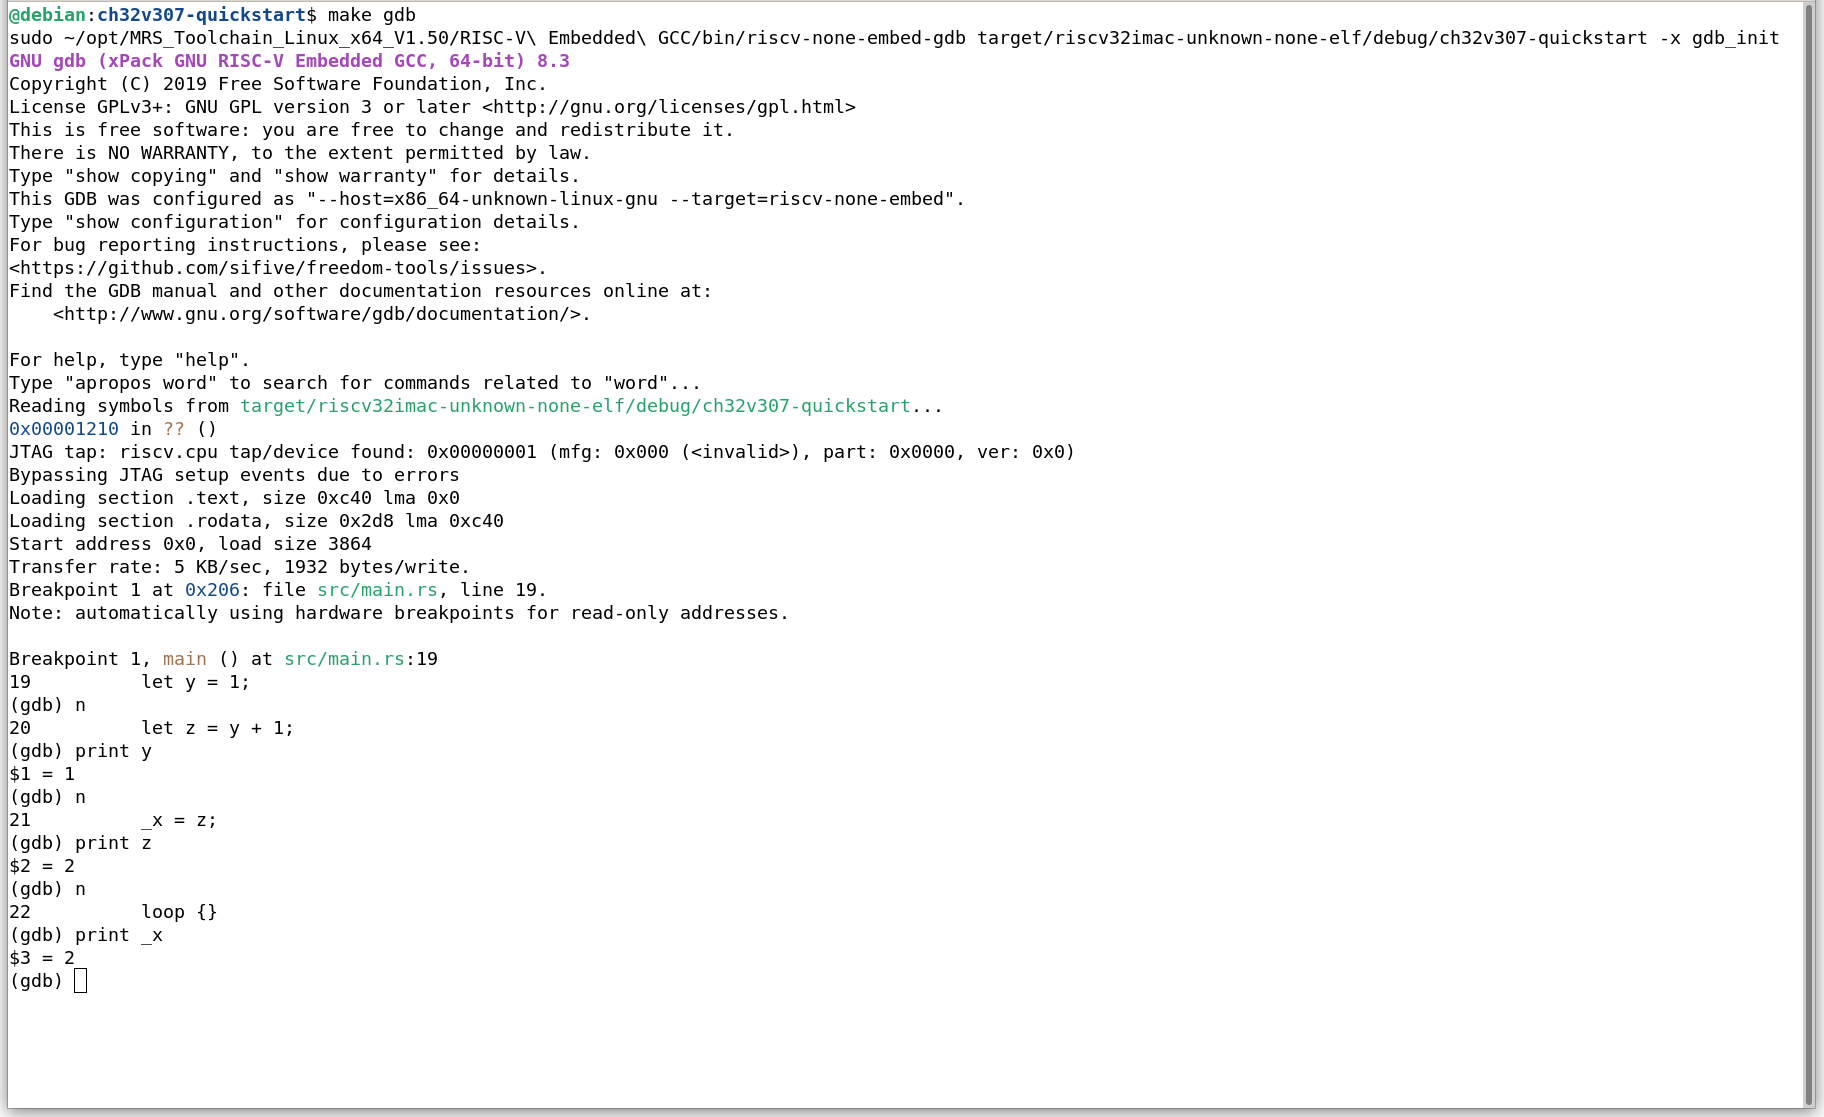 @debian:ch32v307-quickstart$ make gdb
sudo ~/opt/MRS_Toolchain_Linux_x64_V1.50/RISC-V\ Embedded\ GCC/bin/riscv-none-embed-gdb target/riscv32imac-unknown-none-elf/debug/ch32v307-quickstart -x gdb_init
GNU gdb (xPack GNU RISC-V Embedded GCC, 64-bit) 8.3
Copyright (C) 2019 Free Software Foundation, Inc.
License GPLv3+: GNU GPL version 3 or later <http://gnu.org/licenses/gpl.html>
This is free software: you are free to change and redistribute it.
There is NO WARRANTY, to the extent permitted by law.
Type "show copying" and "show warranty" for details.
This GDB was configured as "--host=x86_64-unknown-linux-gnu --target=riscv-none-embed".
Type "show configuration" for configuration details.
For bug reporting instructions, please see:
<https://github.com/sifive/freedom-tools/issues>.
Find the GDB manual and other documentation resources online at:
    <http://www.gnu.org/software/gdb/documentation/>.

For help, type "help".
Type "apropos word" to search for commands related to "word"...
Reading symbols from target/riscv32imac-unknown-none-elf/debug/ch32v307-quickstart...
0x00001210 in ?? ()
JTAG tap: riscv.cpu tap/device found: 0x00000001 (mfg: 0x000 (<invalid>), part: 0x0000, ver: 0x0)
Bypassing JTAG setup events due to errors
Loading section .text, size 0xc40 lma 0x0
Loading section .rodata, size 0x2d8 lma 0xc40
Start address 0x0, load size 3864
Transfer rate: 5 KB/sec, 1932 bytes/write.
Breakpoint 1 at 0x206: file src/main.rs, line 19.
Note: automatically using hardware breakpoints for read-only addresses.

Breakpoint 1, main () at src/main.rs:19
19          let y = 1;
(gdb) n
20          let z = y + 1;
(gdb) print y
$1 = 1
(gdb) n
21          _x = z;
(gdb) print z
$2 = 2
(gdb) n
22          loop {}
(gdb) print _x
$3 = 2
(gdb)